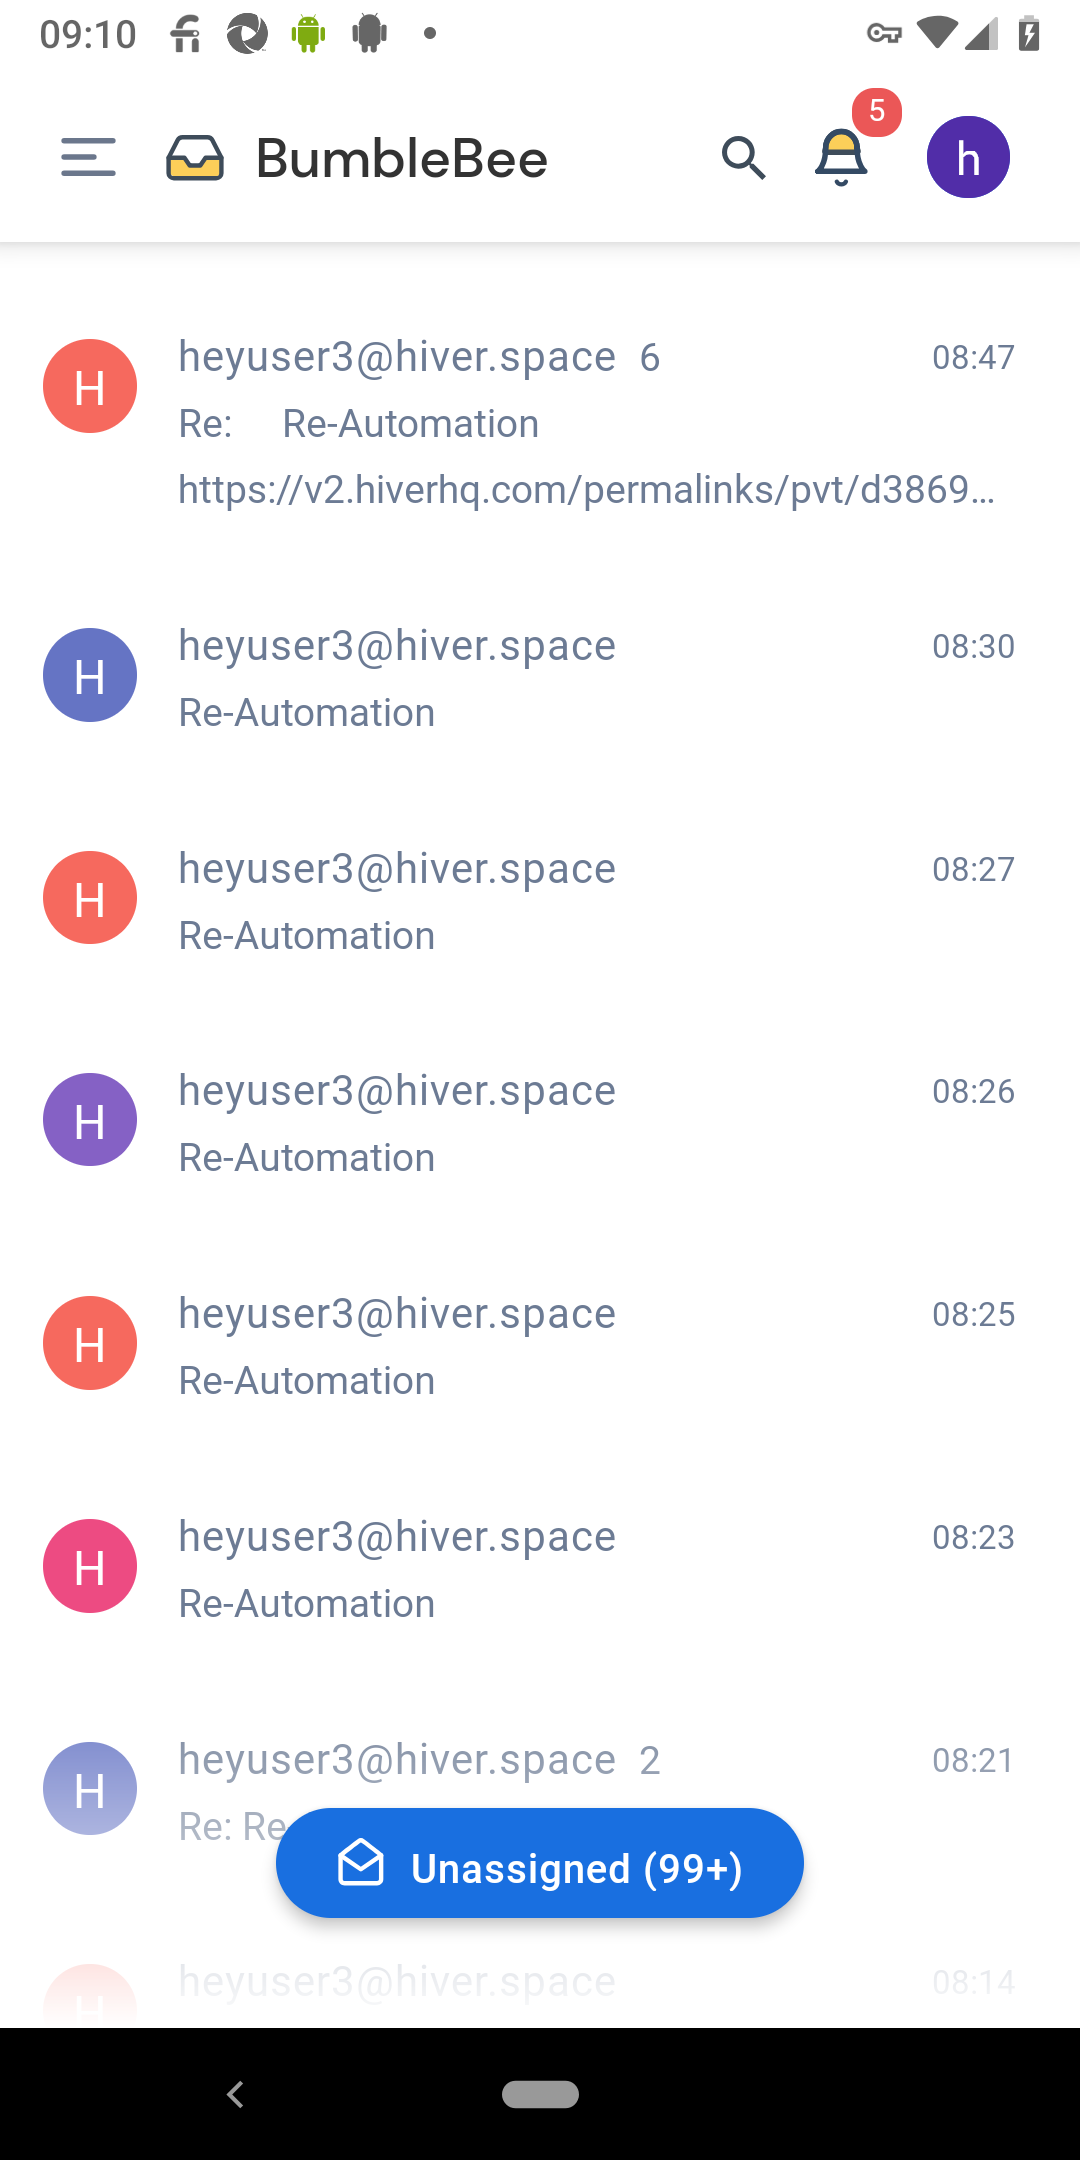 09:10
BumbleBee
5
h
H
heyuser3@hiver.space 6
08:47
Re: Re-Automation
https://v2.hiverhq.com/permalinks/pvt/d3869...
H
heyuser3@hiver.space
08:30
Re-Automation
H
heyuser3@hiver.space
08:27
Re-Automation
H
heyuser3@hiver.space
08:26
Re-Automation
H
heyuser3@hiver.space
08:25
Re-Automation
H
heyuser3@hiver.space
08:23
Re-Automation
H
heyuser3@hiver.space 2
08:21
Re: Re-
Unassigned (99+)
H
heyuser3@hiver.space
08:14